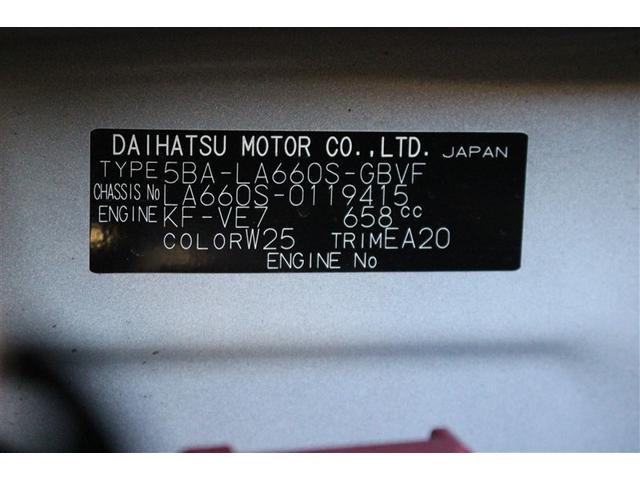 DAIHATSU MOTOR CO.,LTD. JAPAN
TYPE 5BA-LA660S-GBVF
CHASSIS No LA660S-0119415
ENGINE KF-VE7 658cc
COLOR W25 TRIM EA20
ENGINE No